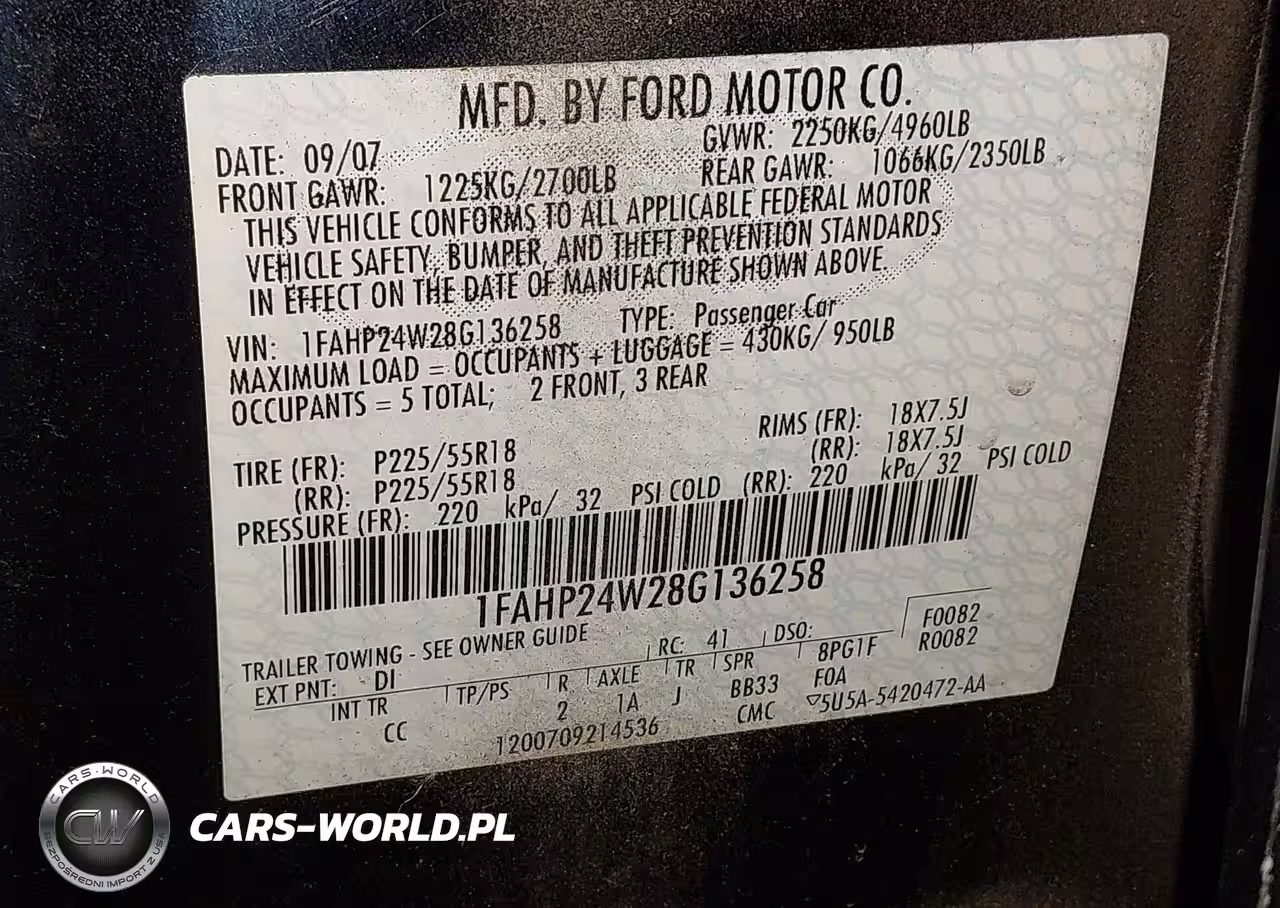 MFD. BY FORD MOTOR CO.
DATE: 09/07 GVWR: 2250KG/4960LB
FRONT GAWR: 1225KG/2700LB REAR GAWR: 1066KG/2350LB
THIS VEHICLE CONFORMS TO ALL APPLICABLE FEDERAL MOTOR
VEHICLE SAFETY, BUMPER, AND THEFT PREVENTION STANDARDS
IN EFFECT ON THE DATE OF MANUFACTURE SHOWN ABOVE.
VIN: 1FAHP24W28G136258 TYPE: Passenger Car
MAXIMUM LOAD = OCCUPANTS + LUGGAGE = 430KG/ 950LB
OCCUPANTS = 5 TOTAL; 2 FRONT, 3 REAR
TIRE (FR): P225/55R18 RIMS (FR): 18X7.5J
(RR): P225/55R18 (RR): 18X7.5J
PRESSURE (FR): 220 kPa/ 32 PSI COLD (RR): 220 kPa/ 32 PSI COLD
1FAHP24W28G136258
TRAILER TOWING - SEE OWNER GUIDE RC: 41 DSO: F0082
EXT PNT: DI 8PG1F R0082
INT TR TP/PS R AXLE TR SPR F0A
CC 2 1A J BB33 ▽5U5A-5420472-AA
1200709214536 CMC
CARS-WORLD
CW
BEZPOŚREDNI IMPORT Z USA
CARS-WORLD.PL